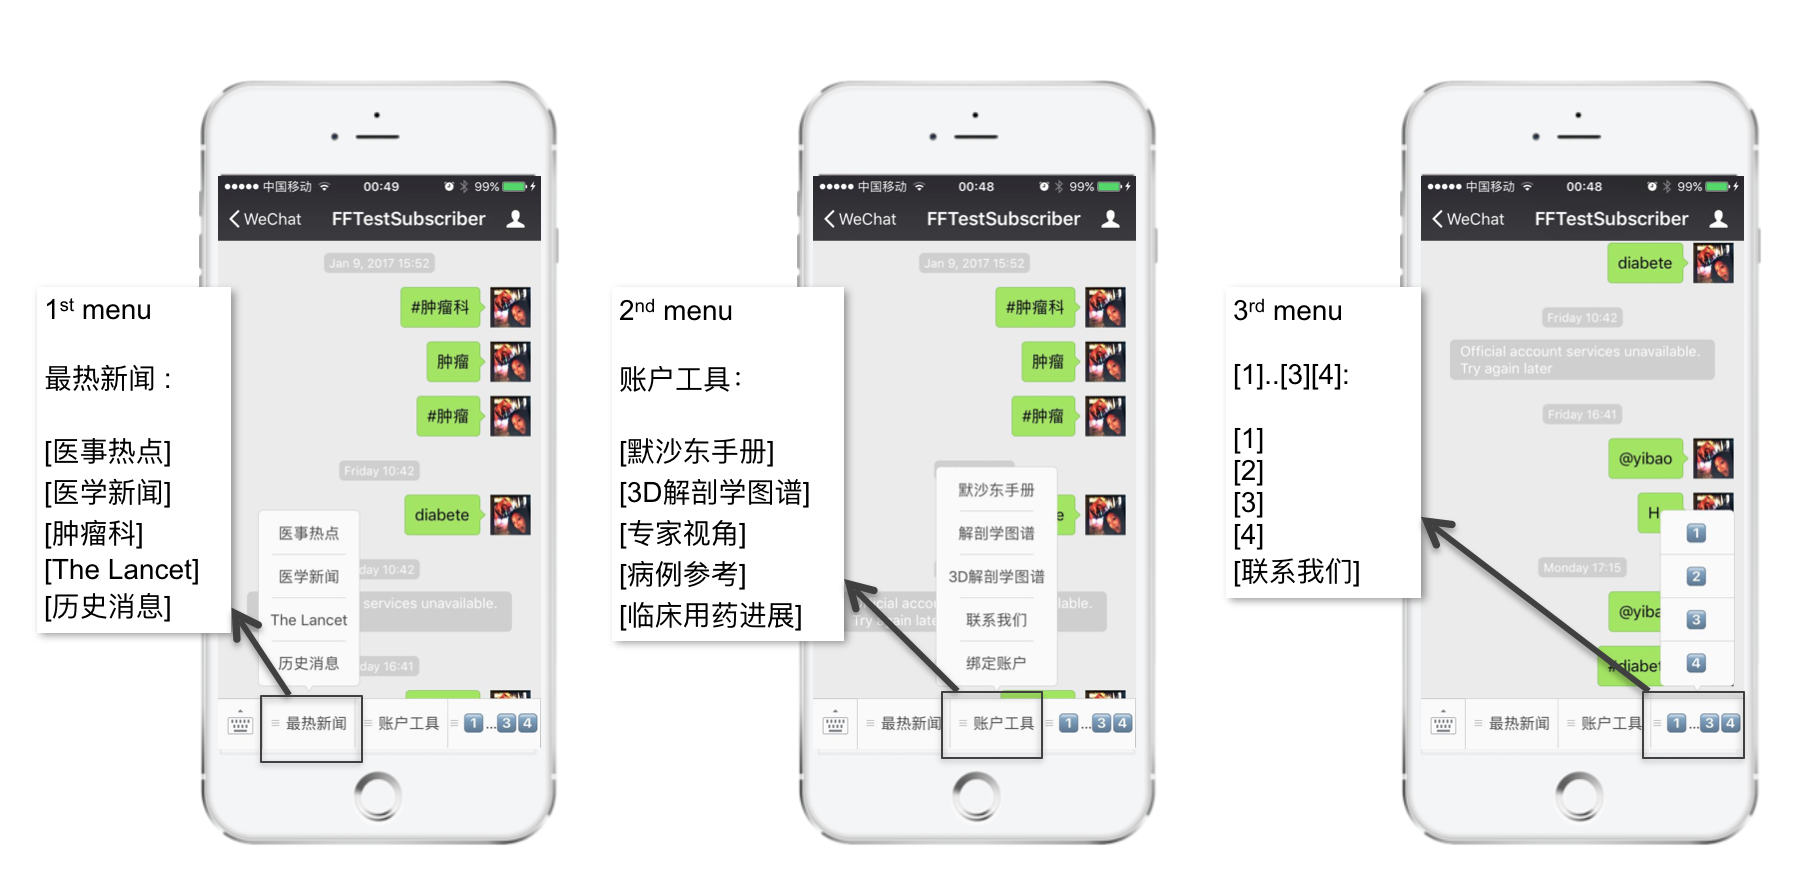 1st menu
最热新闻 :
[医事热点]
[医学新闻]
[肿瘤科]
[The Lancet]
[历史消息]
中国移动
00:49
99%
WeChat
FFTestSubscriber
Jan 9, 2017 15:52
#肿瘤科
肿瘤
#肿瘤
Friday 10:42
diabete
day 10:42
services unavailable.
day 16:41
医事热点
医学新闻
The Lancet
历史消息
最热新闻
账户工具
1...3 4
2nd menu
账户工具:
[默沙东手册]
[3D解剖学图谱]
[专家视角]
[病例参考]
[临床用药进展]
中国移动
00:48
99%
WeChat
FFTestSubscriber
Jan 9, 2017 15:52
#肿瘤科
肿瘤
#肿瘤
e
icial accou
lable.
Try again late
默沙东手册
解剖学图谱
3D解剖学图谱
联系我们
绑定账户
最热新闻
账户工具
1...3 4
3rd menu
[1]..[3][4]:
[1]
[2]
[3]
[4]
[联系我们]
中国移动
00:48
99%
WeChat
FFTestSubscriber
diabete
Friday 10:42
Official account services unavailable.
Try again later
Friday 16:41
@yibao
H
Monday 17:15
@yiba
#diabet
1
2
3
4
最热新闻
账户工具
1...3 4